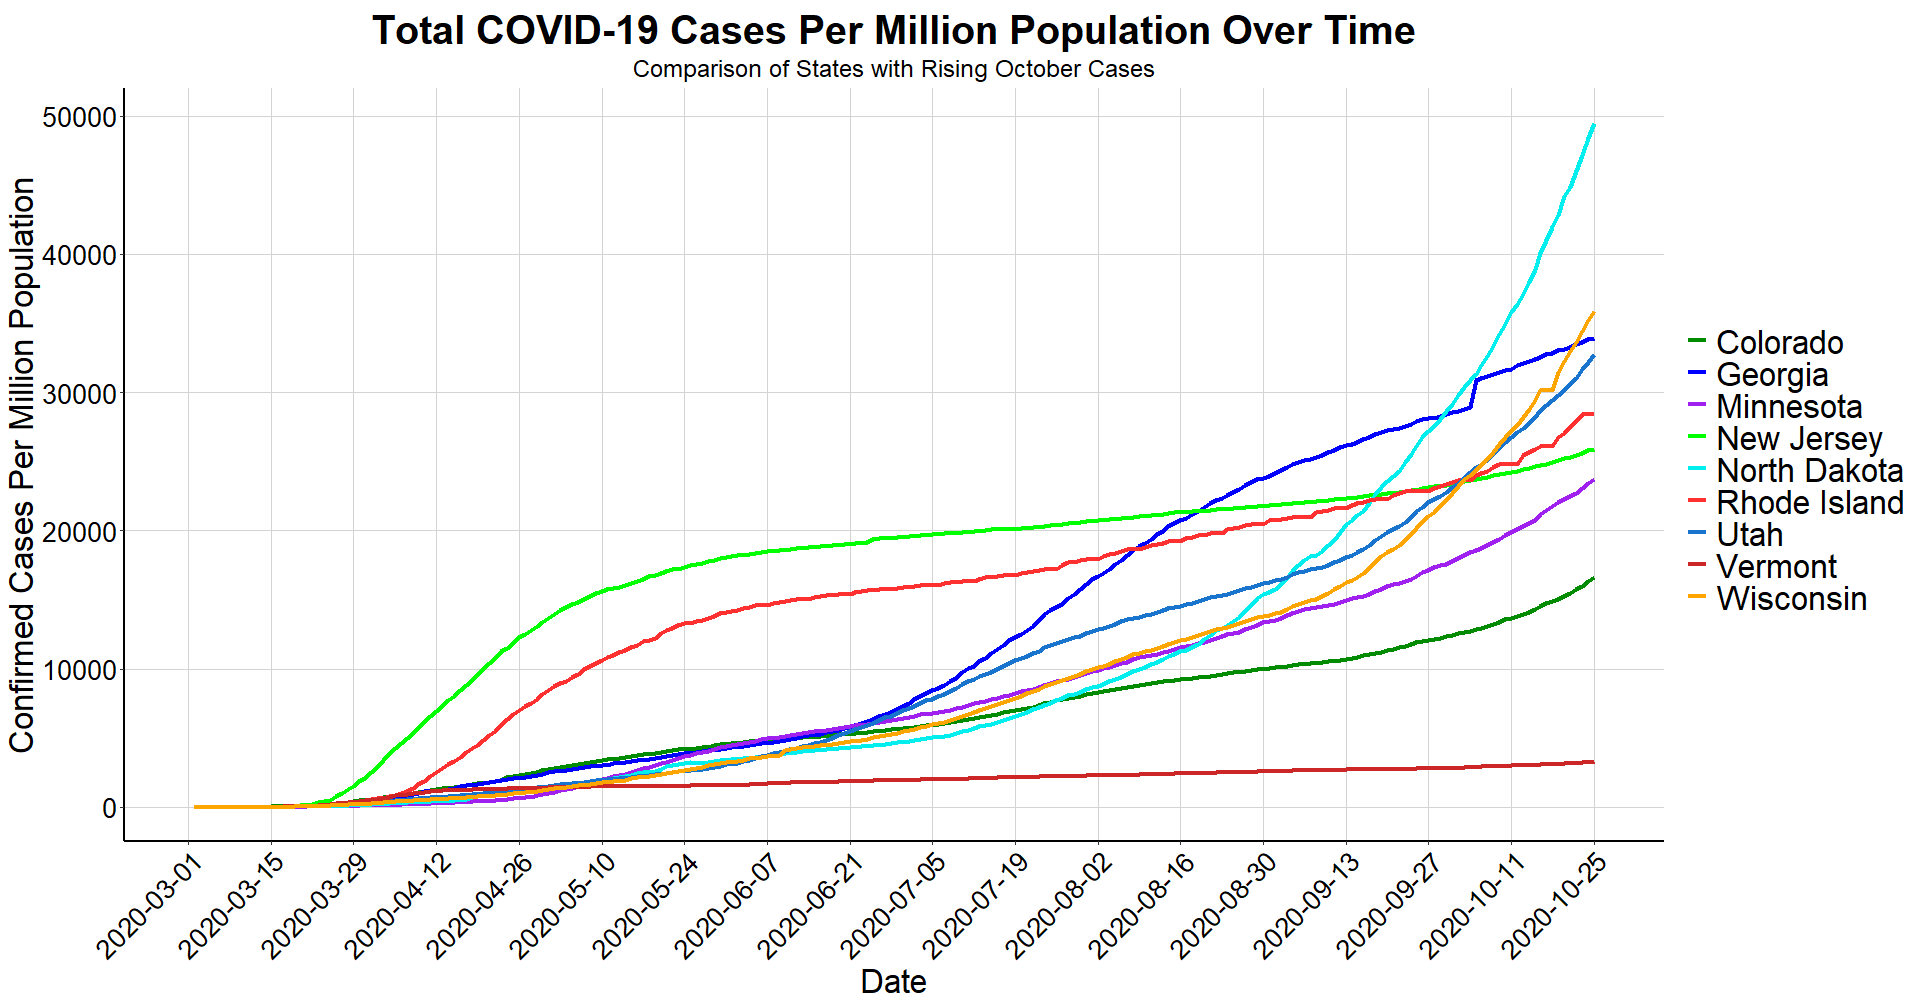 Total COVID-19 Cases Per Million Population Over Time
Comparison of States with Rising October Cases
Confirmed Cases Per Million Population
50000
40000
30000
20000
10000
0
2020-03-01
2020-03-15
2020-03-29
2020-04-12
2020-04-26
2020-05-10
2020-05-24
2020-06-07
2020-06-21
2020-07-05
2020-07-19
2020-08-02
2020-08-16
2020-08-30
2020-09-13
2020-09-27
2020-10-11
2020-10-25
Date
Colorado
Georgia
Minnesota
New Jersey
North Dakota
Rhode Island
Utah
Vermont
Wisconsin